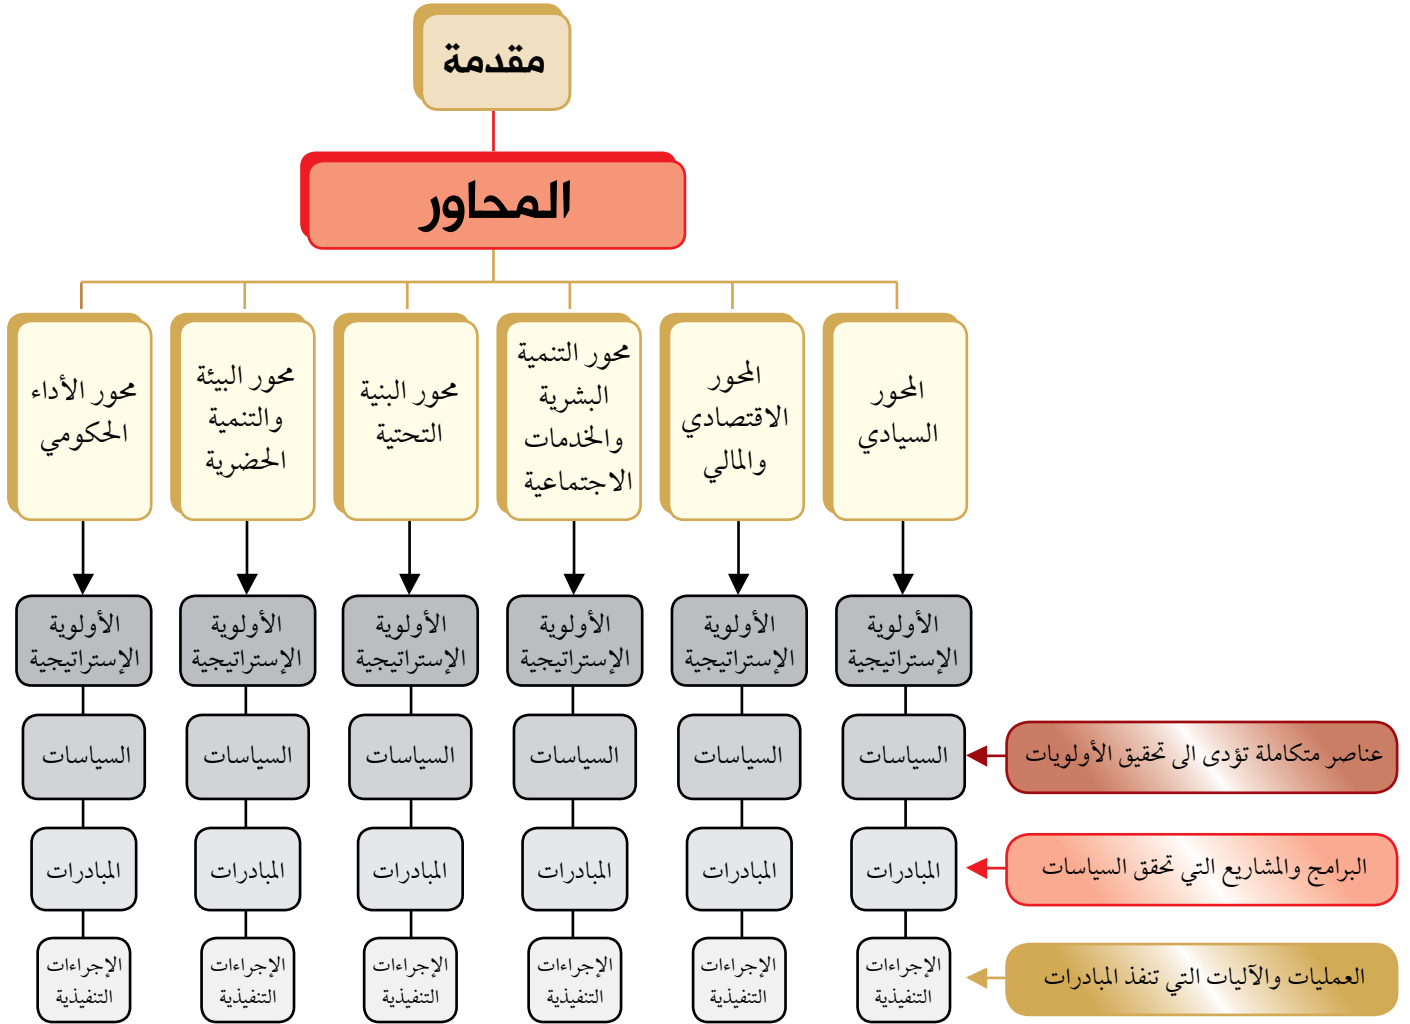 مقدمة
المحاور
المحور
السيادي
المحور
الاقتصادي
والمالي
محور التنمية
البشرية
والخدمات
الاجتماعية
محور البنية
التحتية
محور البيئة
والتنمية
الحضرية
محور الأداء
الحكومي
الأولوية
الإستراتيجية
الأولوية
الإستراتيجية
الأولوية
الإستراتيجية
الأولوية
الإستراتيجية
الأولوية
الإستراتيجية
الأولوية
الإستراتيجية
عناصر متكاملة تؤدى الى تحقيق الأولويات
السياسات
السياسات
السياسات
السياسات
السياسات
السياسات
البرامج والمشاريع التي تحقق السياسات
المبادرات
المبادرات
المبادرات
المبادرات
المبادرات
المبادرات
العمليات والآليات التي تنفذ المبادرات
الإجراءات
التنفيذية
الإجراءات
التنفيذية
الإجراءات
التنفيذية
الإجراءات
التنفيذية
الإجراءات
التنفيذية
الإجراءات
التنفيذية